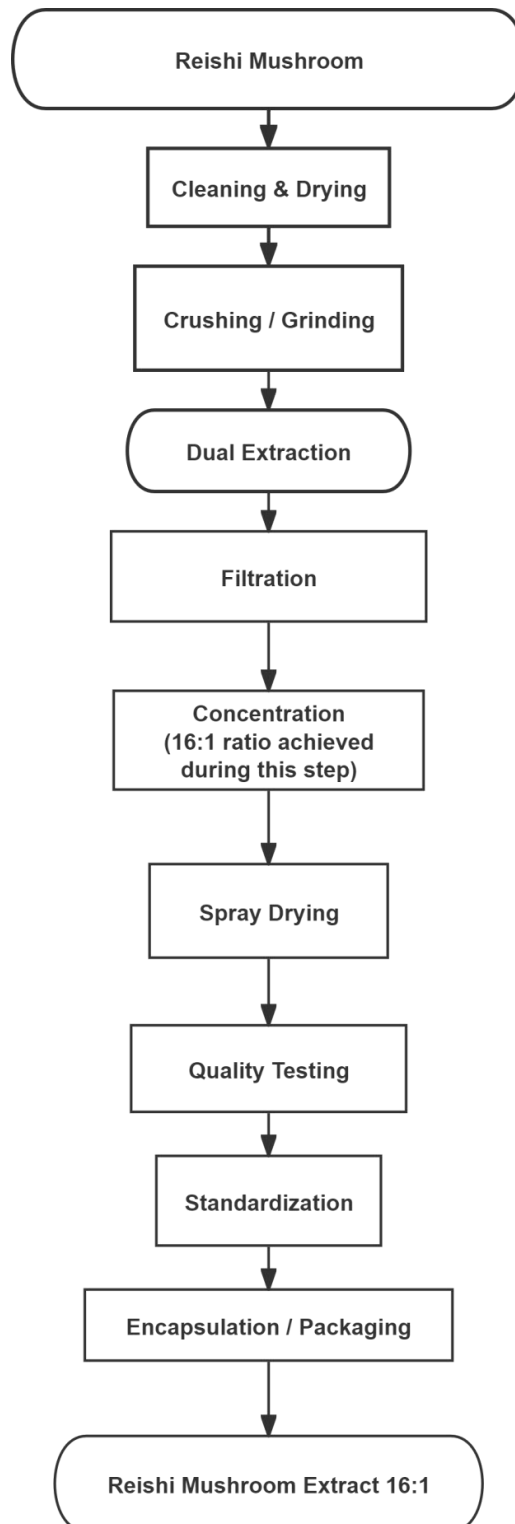 Reishi Mushroom
Cleaning & Drying
Crushing / Grinding
Dual Extraction
Filtration
Concentration
(16:1 ratio achieved
during this step)
Spray Drying
Quality Testing
Standardization
Encapsulation / Packaging
Reishi Mushroom Extract 16:1